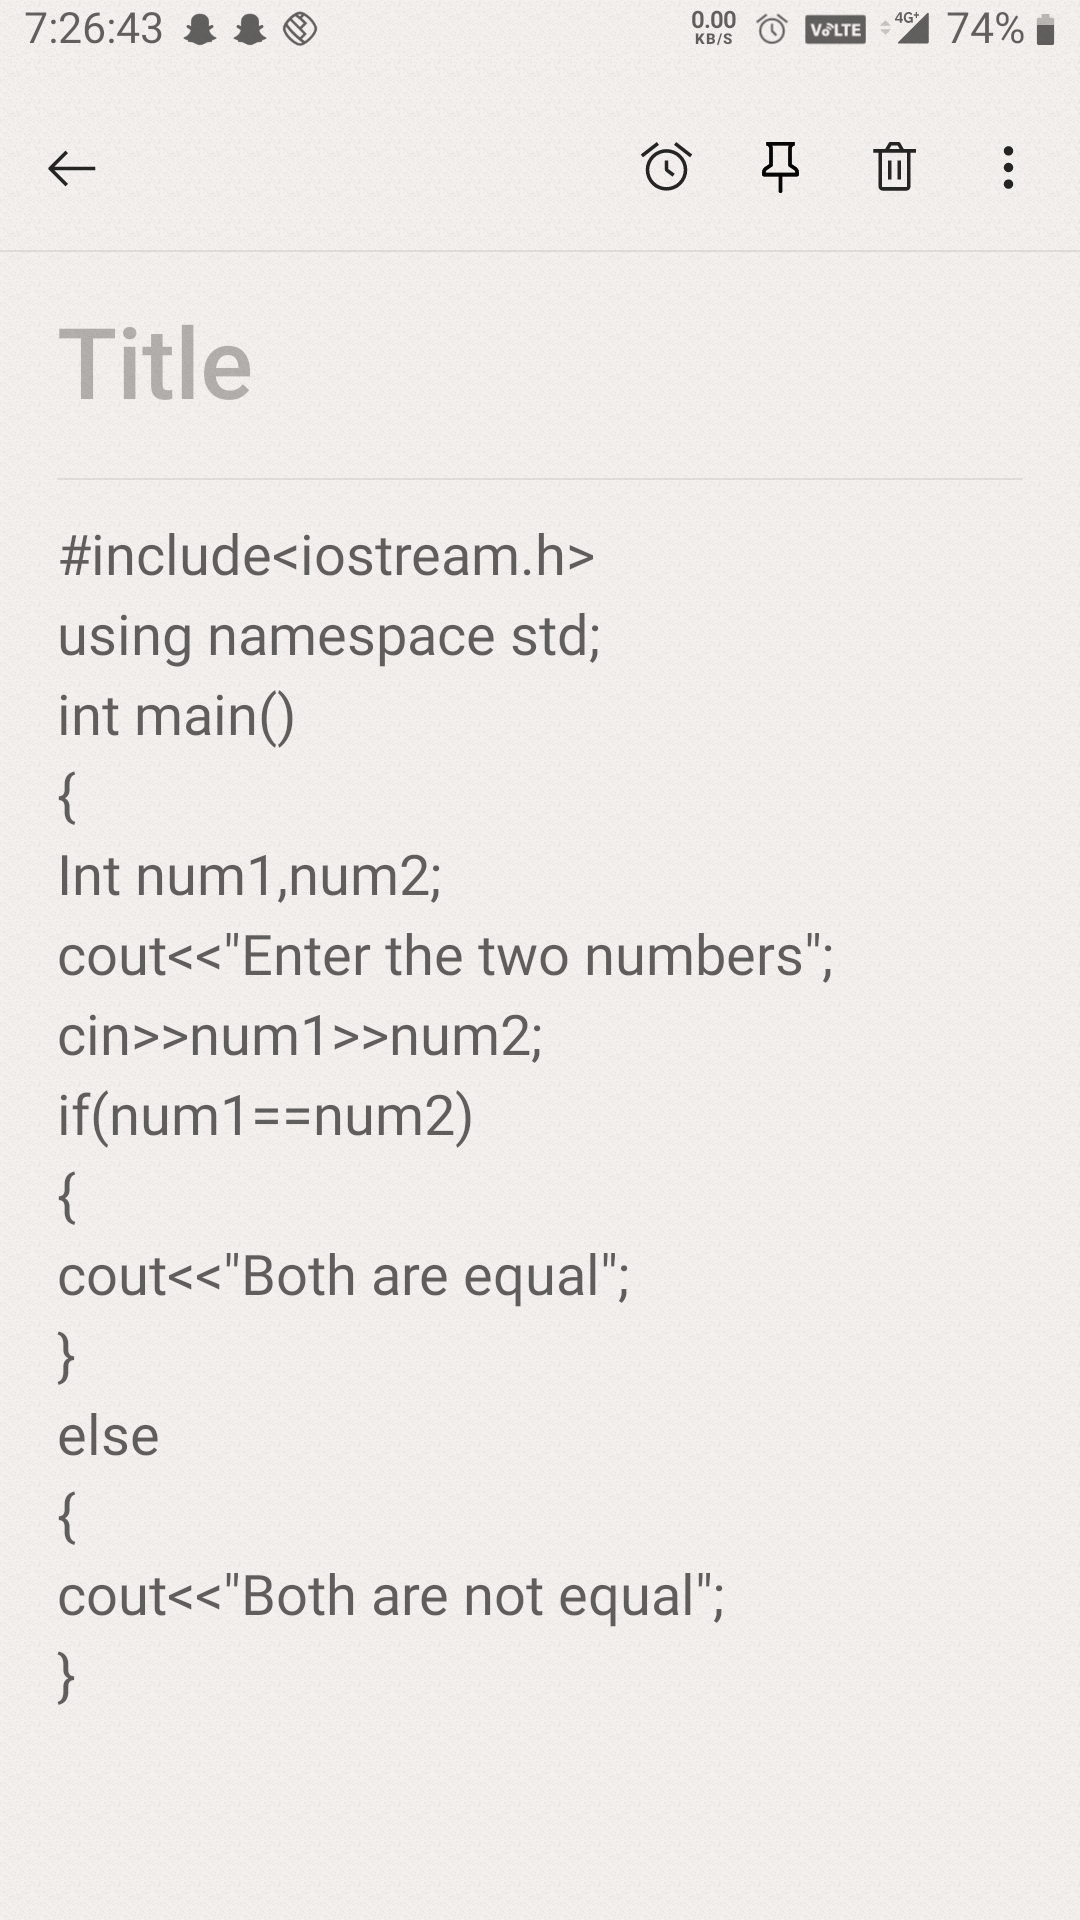 7:26:43 0.00 KB/S VoLTE 4G+ 74%
Title
#include<iostream.h>
using namespace std;
int main()
{
Int num1,num2;
cout<<"Enter the two numbers";
cin>>num1>>num2;
if(num1==num2)
{
cout<<"Both are equal";
}
else
{
cout<<"Both are not equal";
}